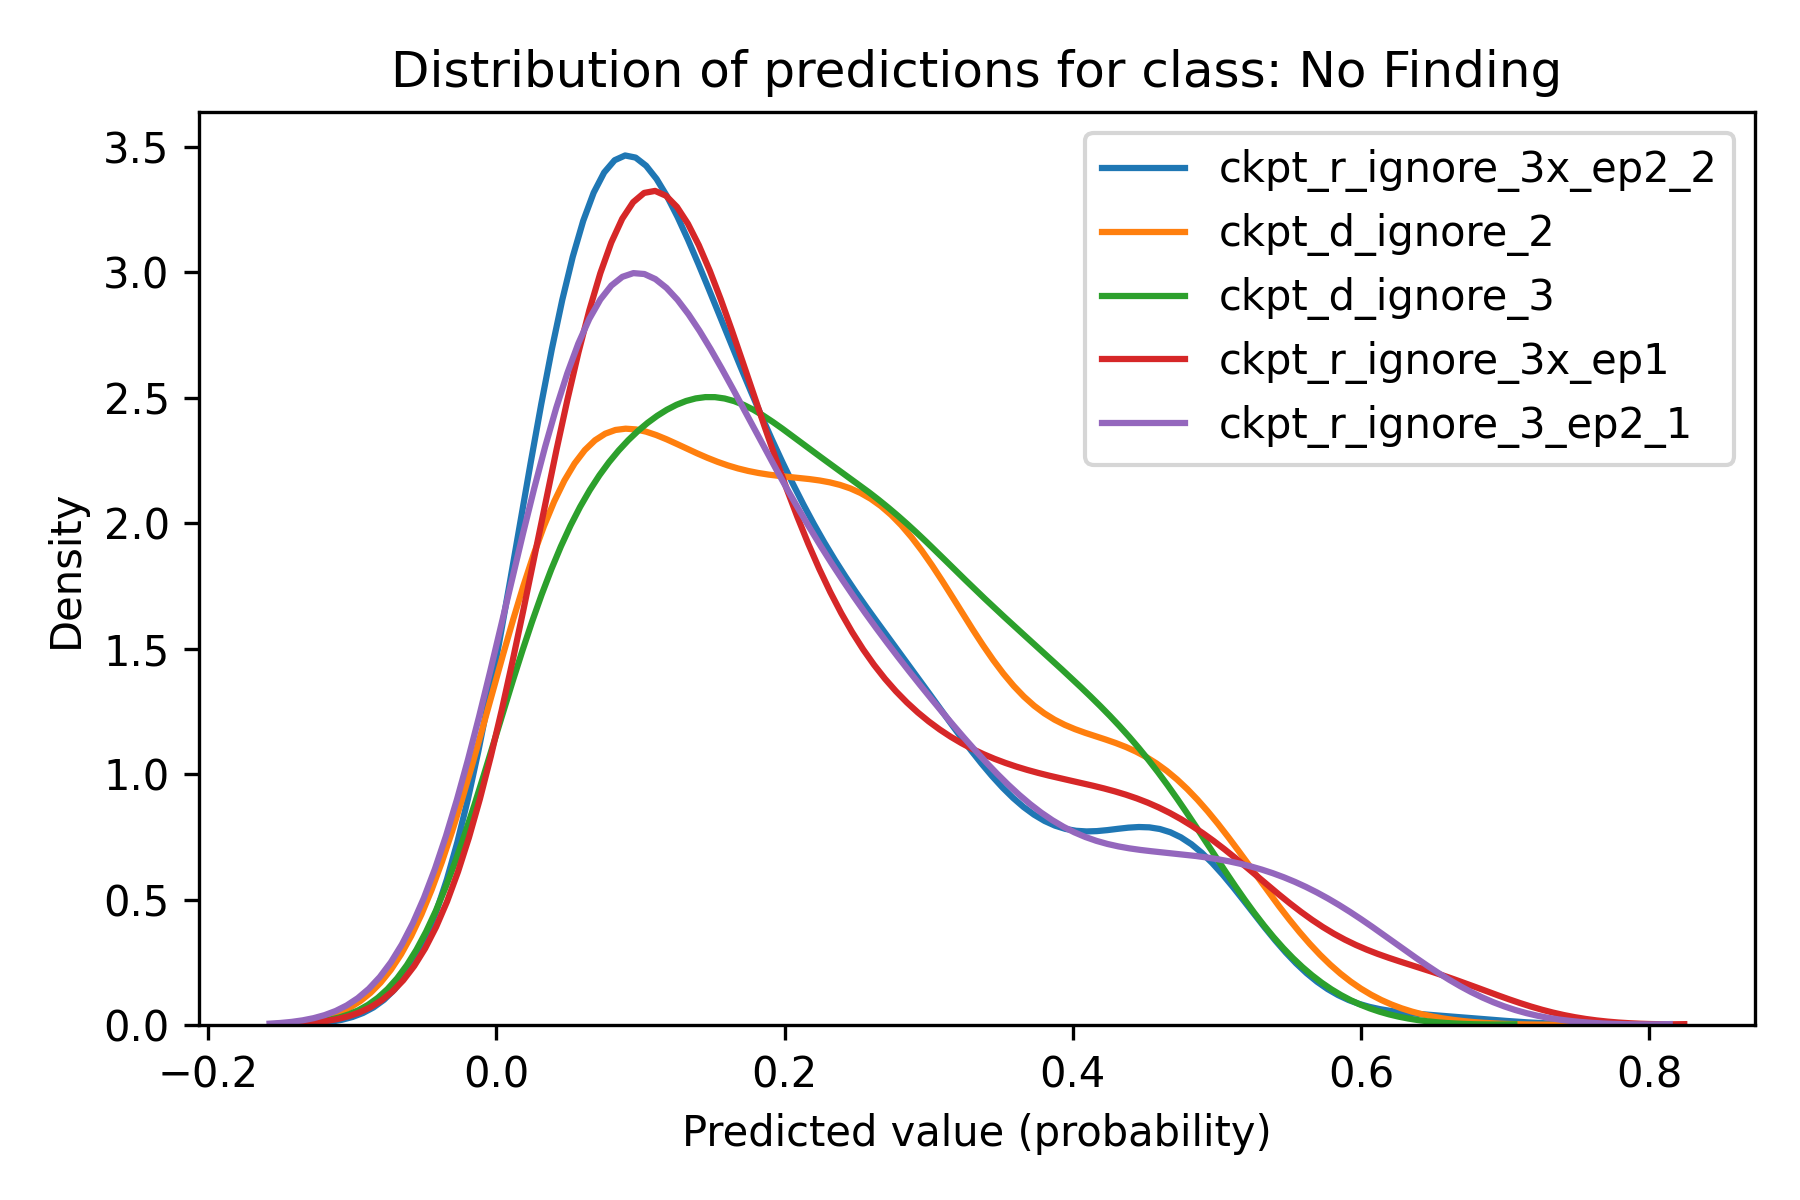 Distribution of predictions for class: No Finding
3.5
3.0
2.5
2.0
1.5
1.0
0.5
0.0
Density
ckpt_r_ignore_3x_ep2_2
ckpt_d_ignore_2
ckpt_d_ignore_3
ckpt_r_ignore_3x_ep1
ckpt_r_ignore_3_ep2_1
−0.2 0.0 0.2 0.4 0.6 0.8
Predicted value (probability)